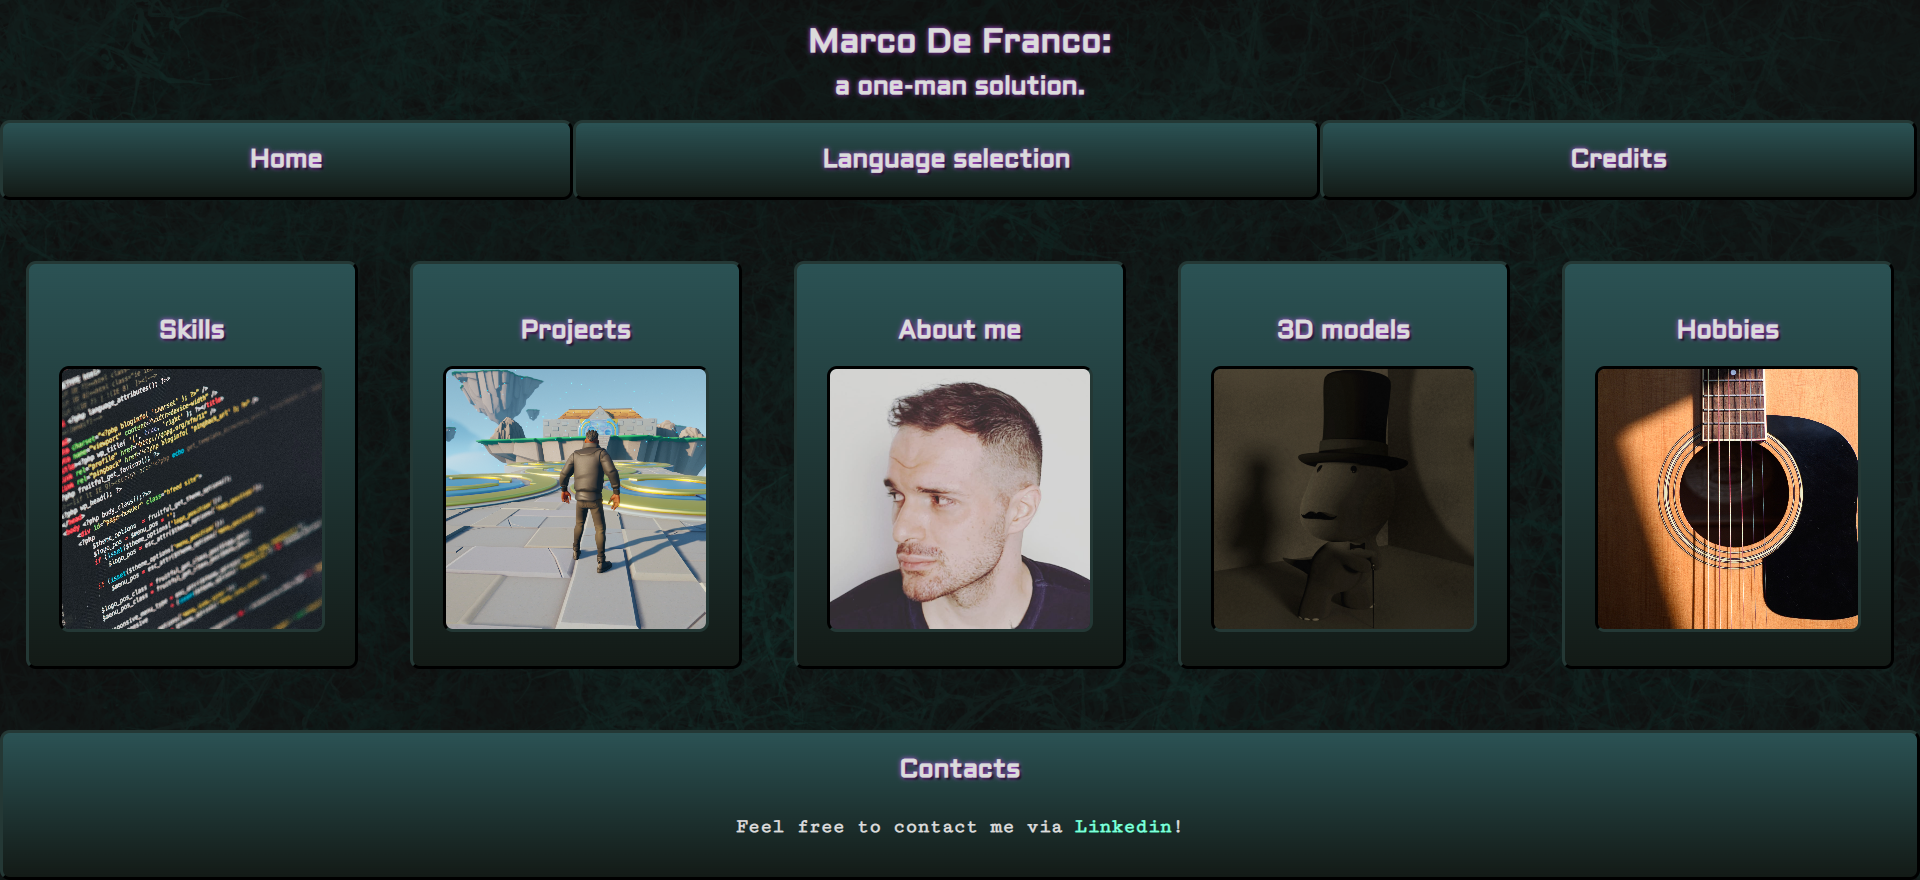 Marco De Franco:
a one-man solution.
Home
Language selection
Credits
Skills
Projects
About me
3D models
Hobbies
Contacts
Feel free to contact me via Linkedin!